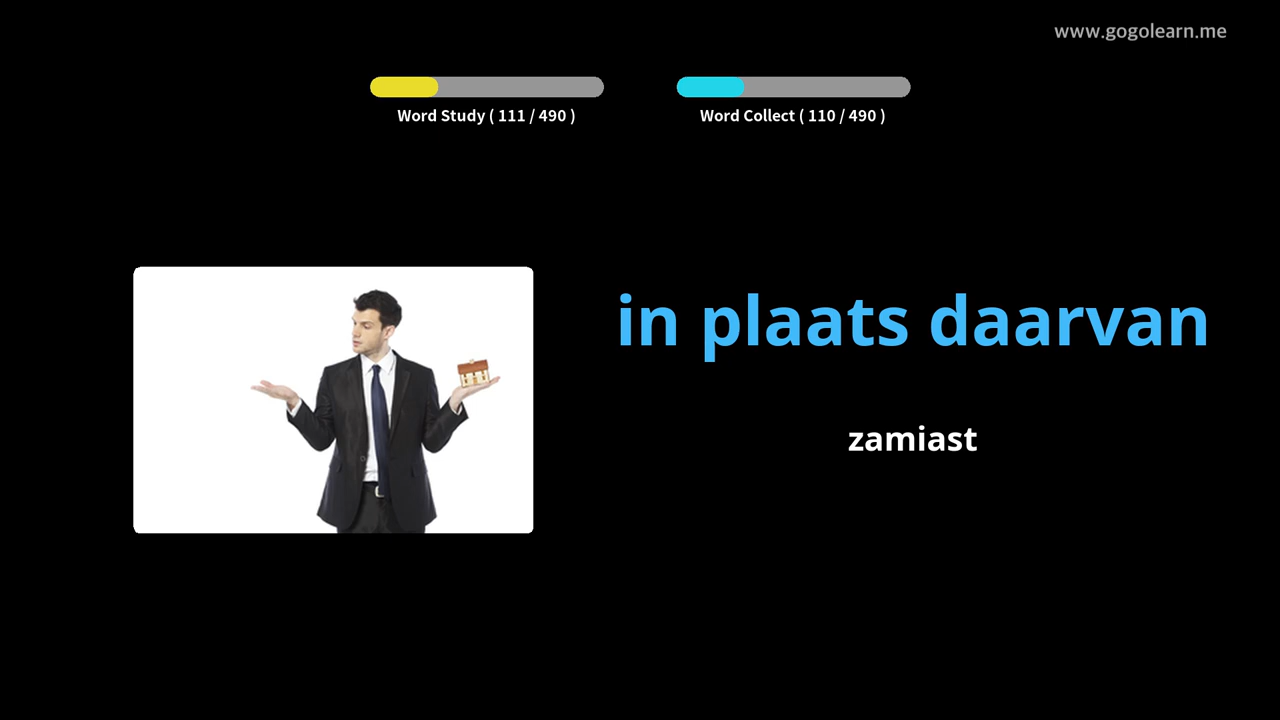 www.gogolearn.me
Word Study ( 111 / 490 )
Word Collect ( 110 / 490 )
in plaats daarvan
zamiast